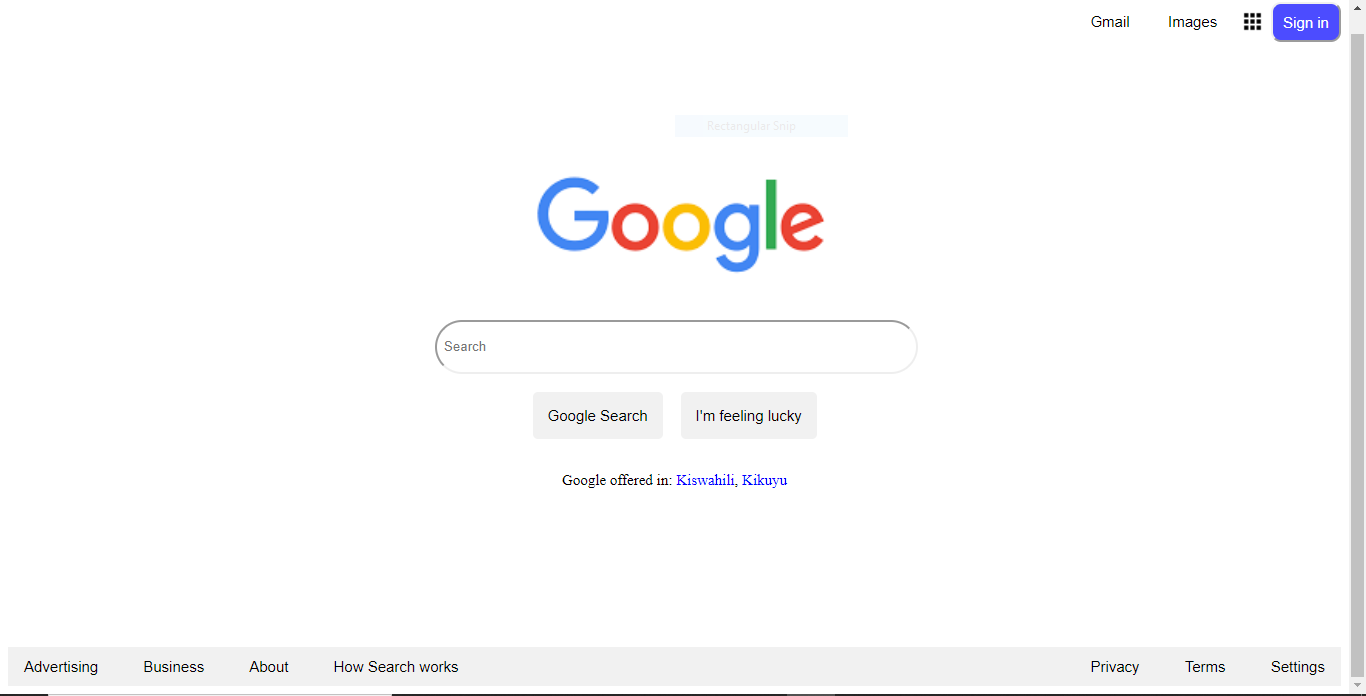 Gmail Images Sign in
Rectangular Snip
Google
Search
Google Search I'm feeling lucky
Google offered in: Kiswahili, Kikuyu
Advertising Business About How Search works Privacy Terms Settings